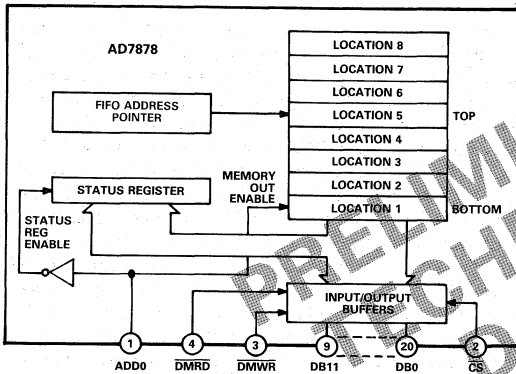 AD7878
LOCATION 8
LOCATION 7
LOCATION 6
LOCATION 5
TOP
LOCATION 4
LOCATION 3
LOCATION 2
LOCATION 1
BOTTOM
FIFO ADDRESS
POINTER
MEMORY
OUT
ENABLE
STATUS REGISTER
STATUS
REG
ENABLE
INPUT/OUTPUT
BUFFERS
1
4
3
9
20
2
ADD0
DMRD
DMWR
DB11
DB0
CS